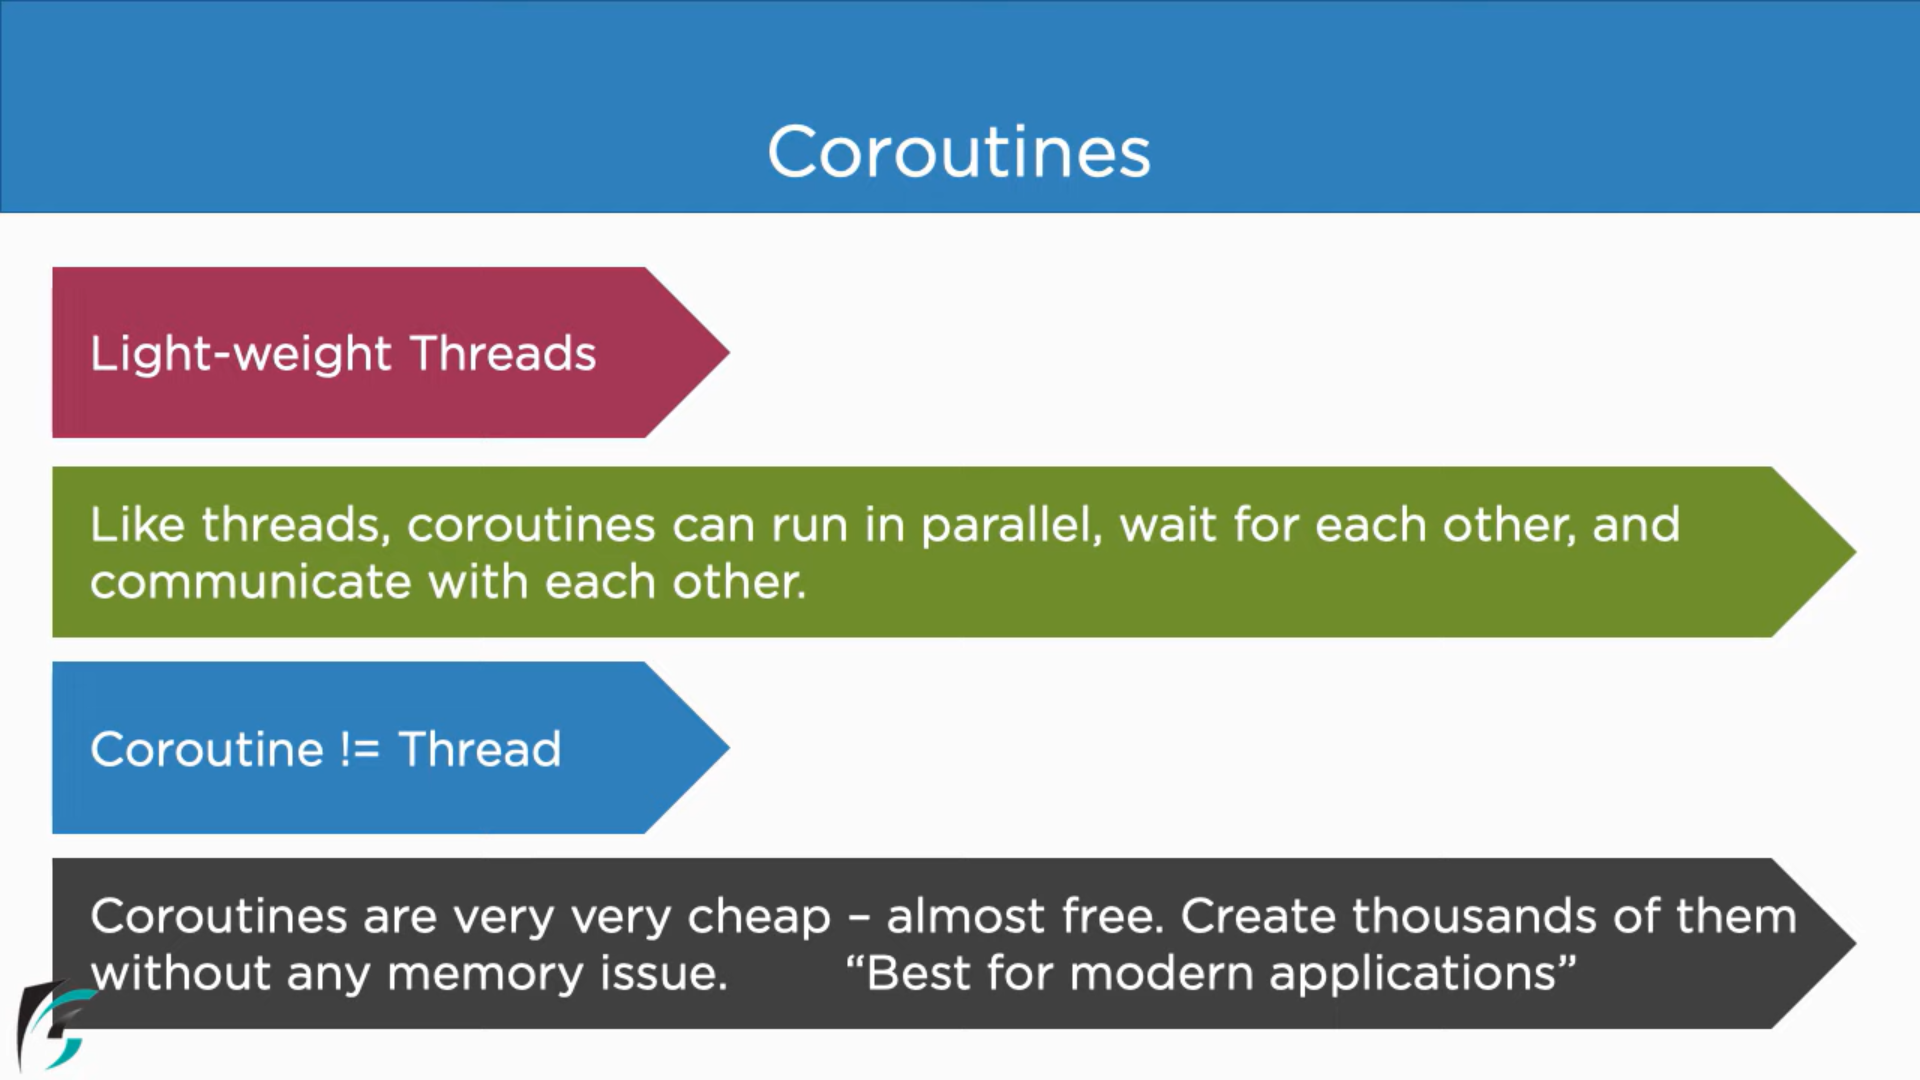 Coroutines
Light-weight Threads
Like threads, coroutines can run in parallel, wait for each other, and
communicate with each other.
Coroutine != Thread
Coroutines are very very cheap – almost free. Create thousands of them
without any memory issue. “Best for modern applications”